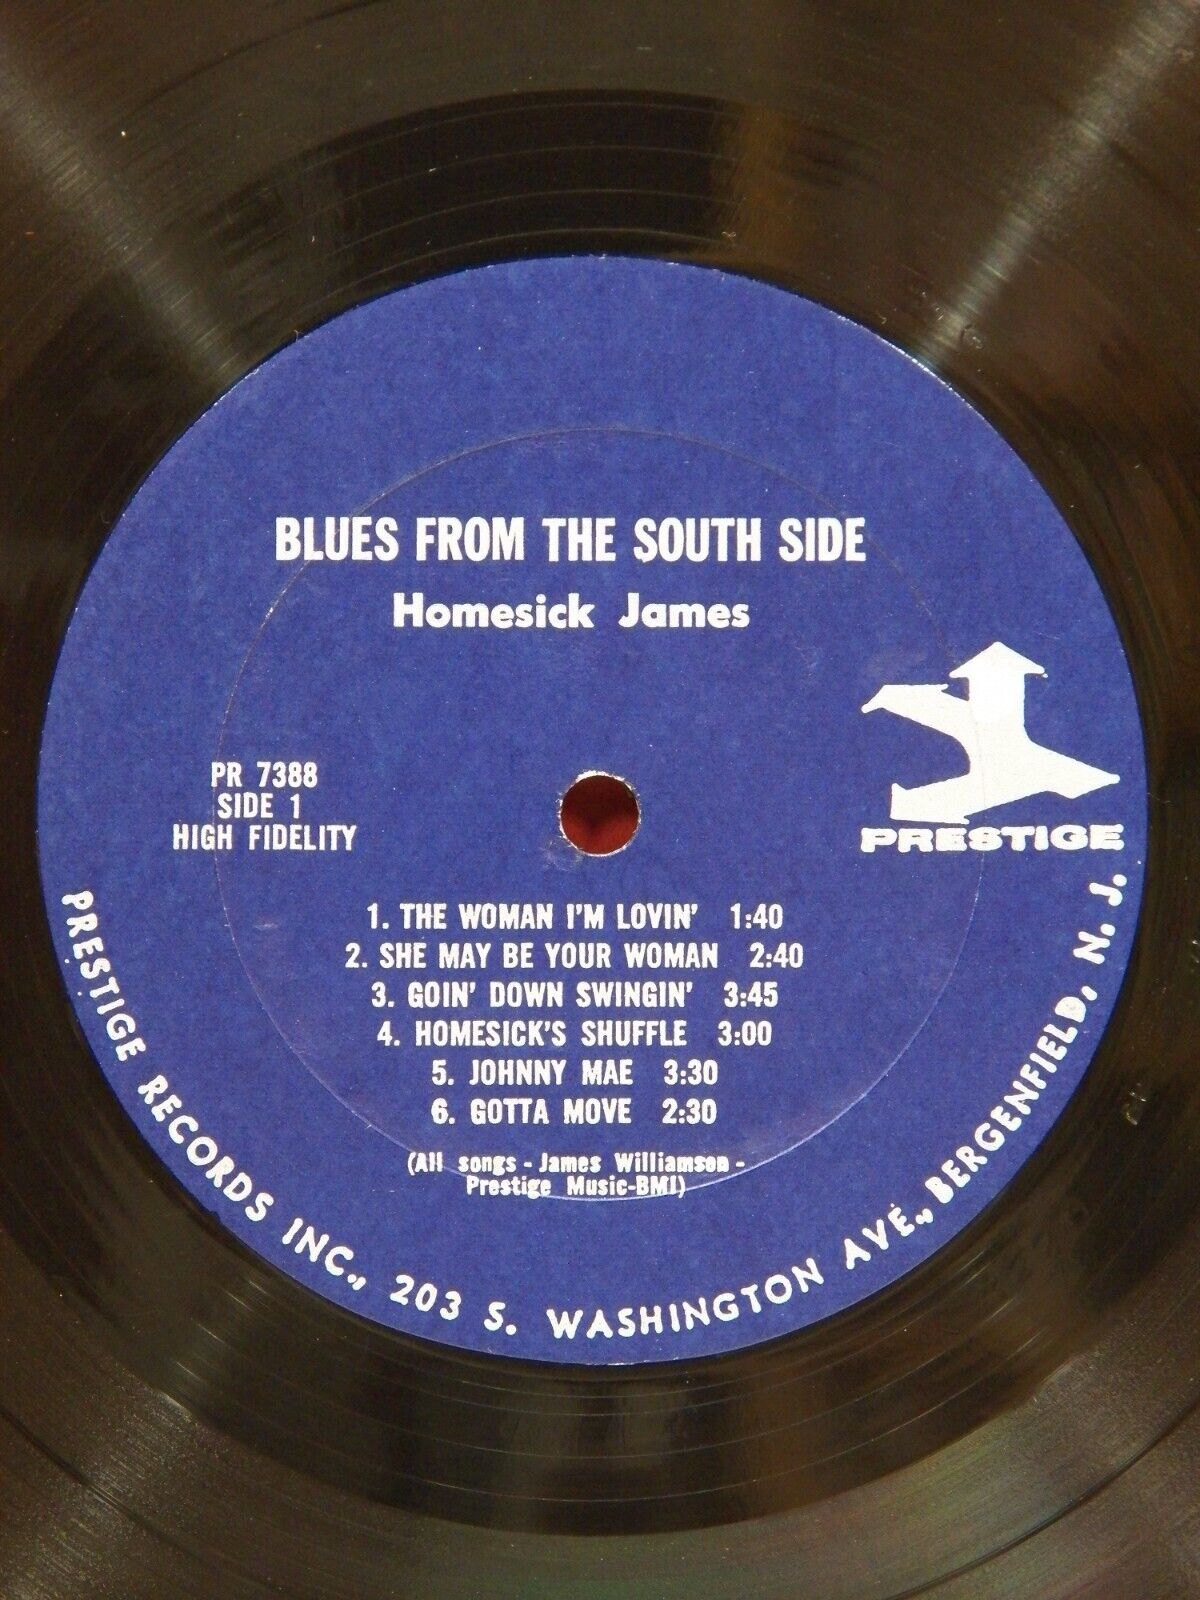 BLUES FROM THE SOUTH SIDE
Homesick James
PR 7388
SIDE 1
HIGH FIDELITY
PRESTIGE
1. THE WOMAN I'M LOVIN' 1:40
2. SHE MAY BE YOUR WOMAN 2:40
3. GOIN' DOWN SWINGIN' 3:45
4. HOMESICK'S SHUFFLE 3:00
5. JOHNNY MAE 3:30
6. GOTTA MOVE 2:30
(All songs - James Williamson -
Prestige Music-BMI)
PRESTIGE RECORDS INC., 203 S. WASHINGTON AVE., BERGENFIELD, N. J.